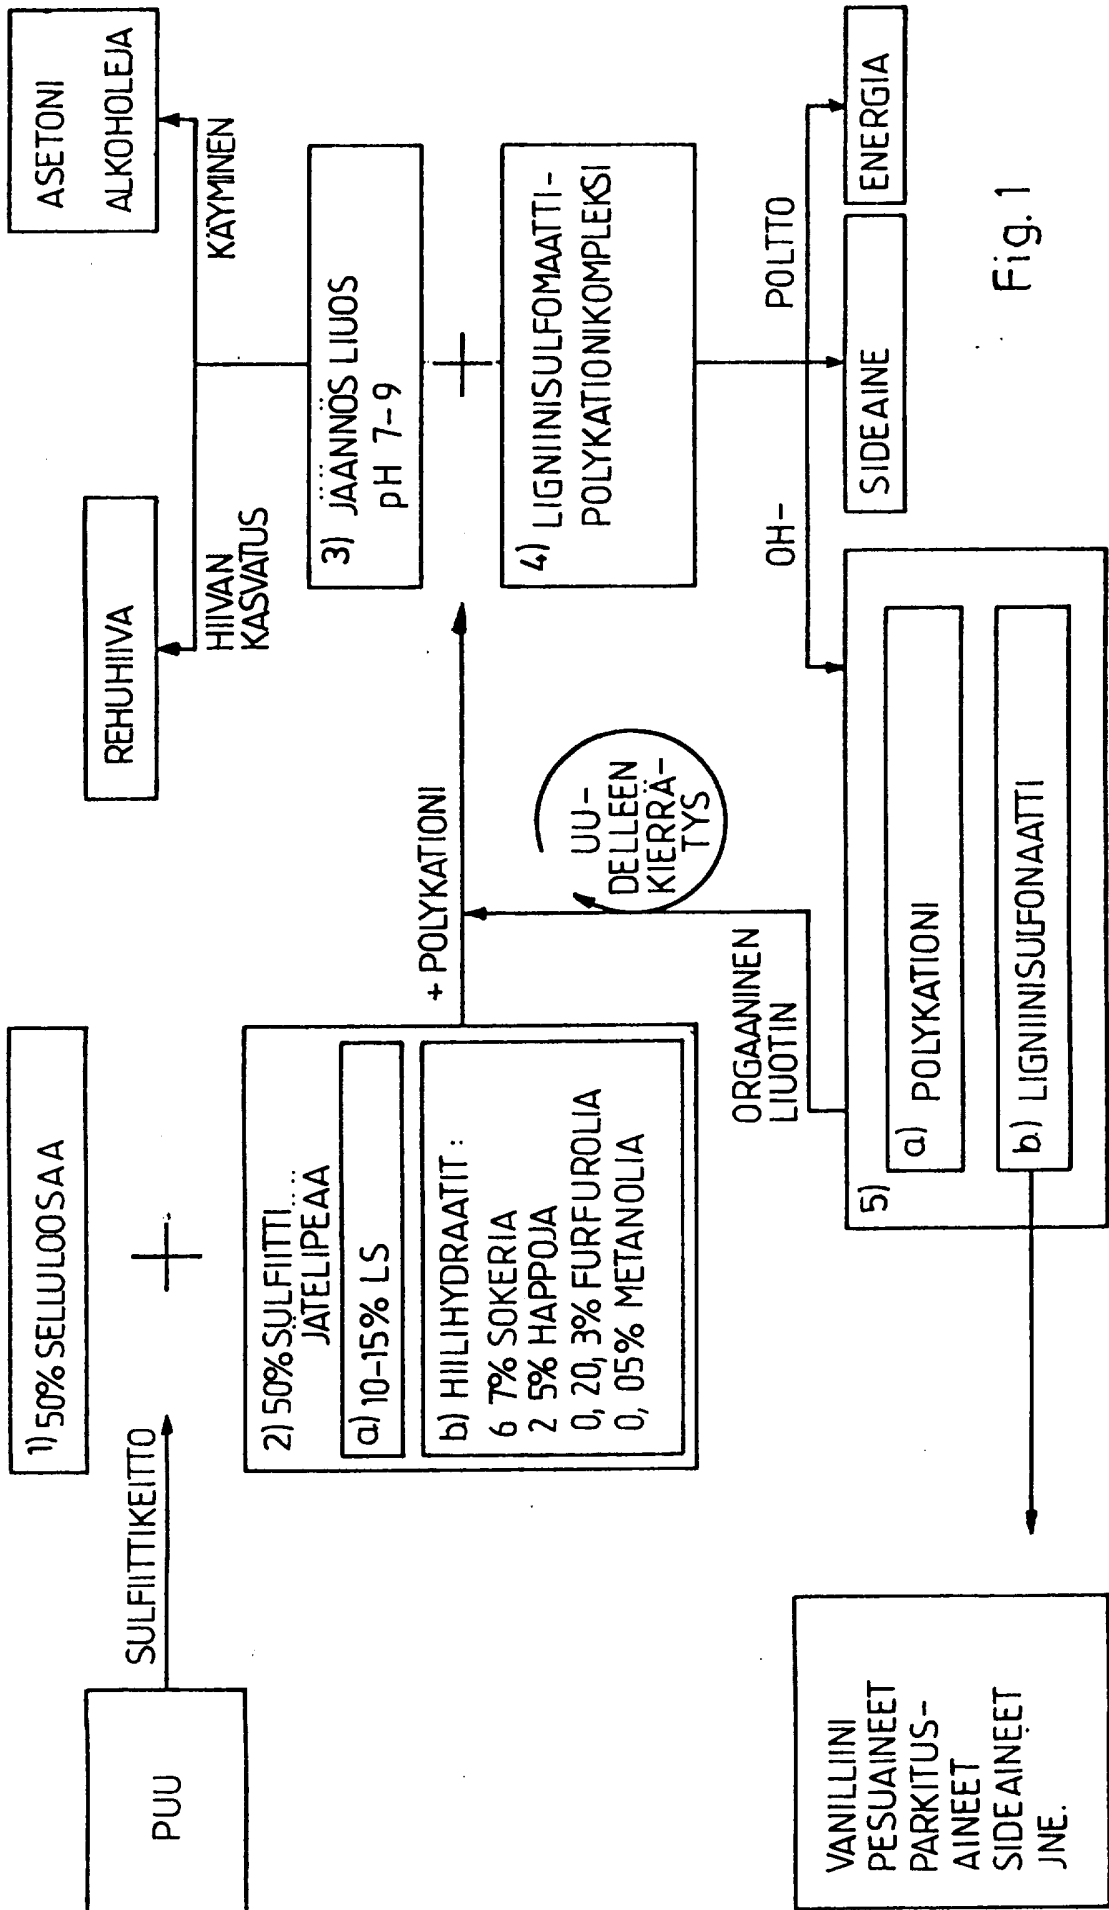 PUU
SULFIITTIKEITTO
1) 50% SELLULOOSAA
+
2) 50% SULFIITTI
JÄTELIPEÄÄ
a) 10-15% LS
b) HIILIHYDRAATIT :
6 7% SOKERIA
2 5% HAPPOJA
0, 20, 3% FURFUROLIA
0, 05% METANOLIA
+ POLYKATIONI
UU-
DELLEEN
KIERRÄ-
TYS
ORGAANINEN
LIUOTIN
REHUHIIVA
HIIVAN
KASVATUS
ASETONI
ALKOHOLEJA
KÄYMINEN
3) JÄÄNNÖS LIUOS
pH 7-9
+
4) LIGNIINISULFOMAATTI-
POLYKATIONIKOMPLEKSI
OH-
POLTTO
SIDEAINE
ENERGIA
5)
a) POLYKATIONI
b.) LIGNIINISULFONAATTI
VANILLIINI
PESUAINEET
PARKITUS-
AINEET
SIDEAINEET
JNE.
Fig. 1